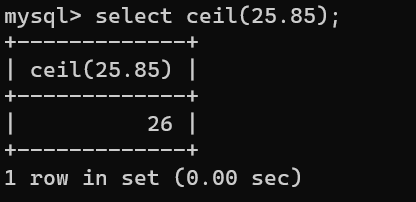 mysql> select ceil(25.85);
+-------------+
| ceil(25.85) |
+-------------+
|          26 |
+-------------+
1 row in set (0.00 sec)